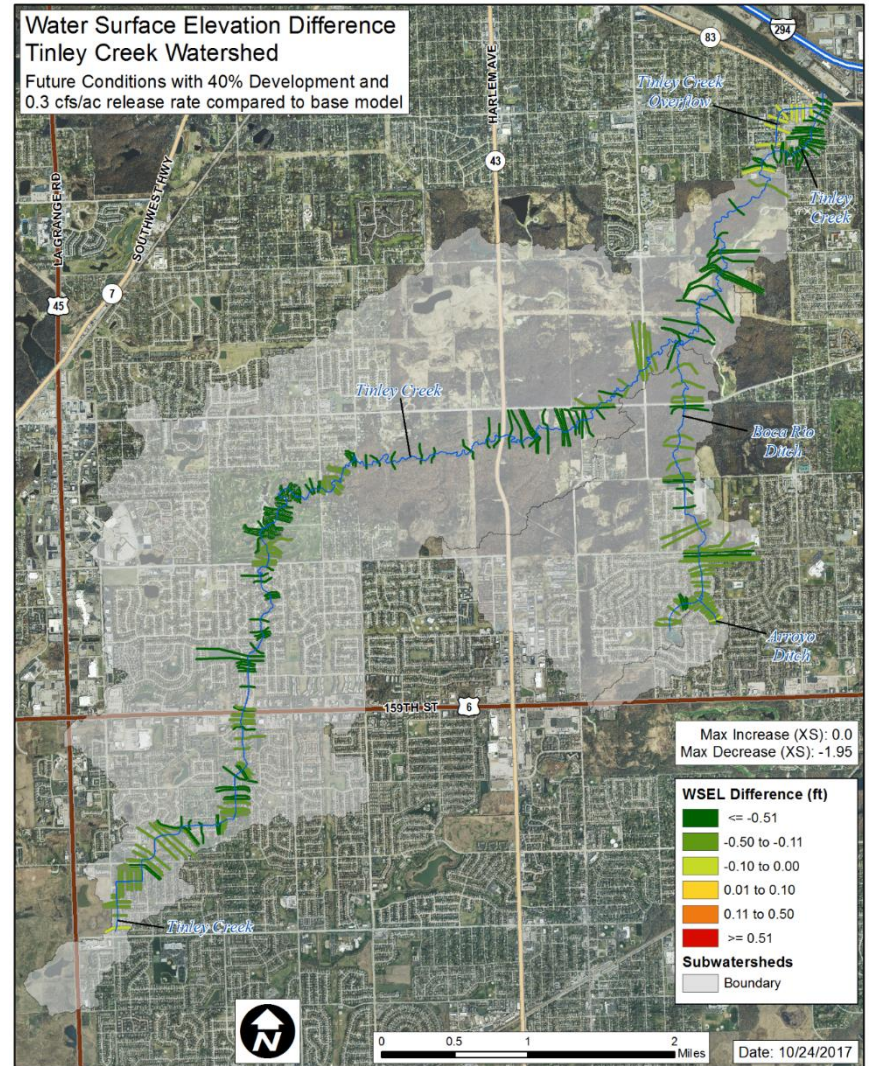 Water Surface Elevation Difference
Tinley Creek Watershed
Future Conditions with 40% Development and
0.3 cfs/ac release rate compared to base model
83
294
Tinley Creek
Overflow
HARLEM AVE
43
LA GRANGE RD
SOUTHWEST HWY
Tinley
Creek
45
7
Tinley Creek
Boca Rio
Ditch
Arroyo
Ditch
159TH ST
6
Max Increase (XS): 0.0
Max Decrease (XS): -1.95
WSEL Difference (ft)
<= -0.51
-0.50 to -0.11
-0.10 to 0.00
0.01 to 0.10
0.11 to 0.50
>= 0.51
Subwatersheds
Boundary
Tinley Creek
N
0 0.5 1 2
Miles
Date: 10/24/2017